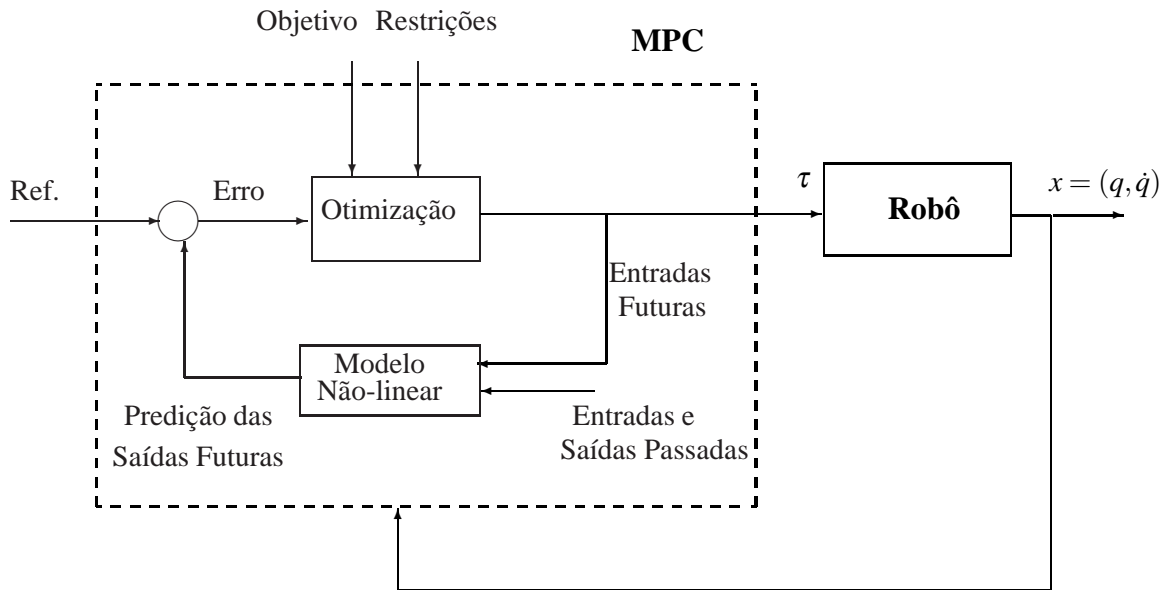 Objetivo Restrições
MPC
Ref.
Erro
Otimização
τ
Robô
x = (q, q̇)
Entradas
Futuras
Modelo
Não-linear
Predição das
Saídas Futuras
Entradas e
Saídas Passadas